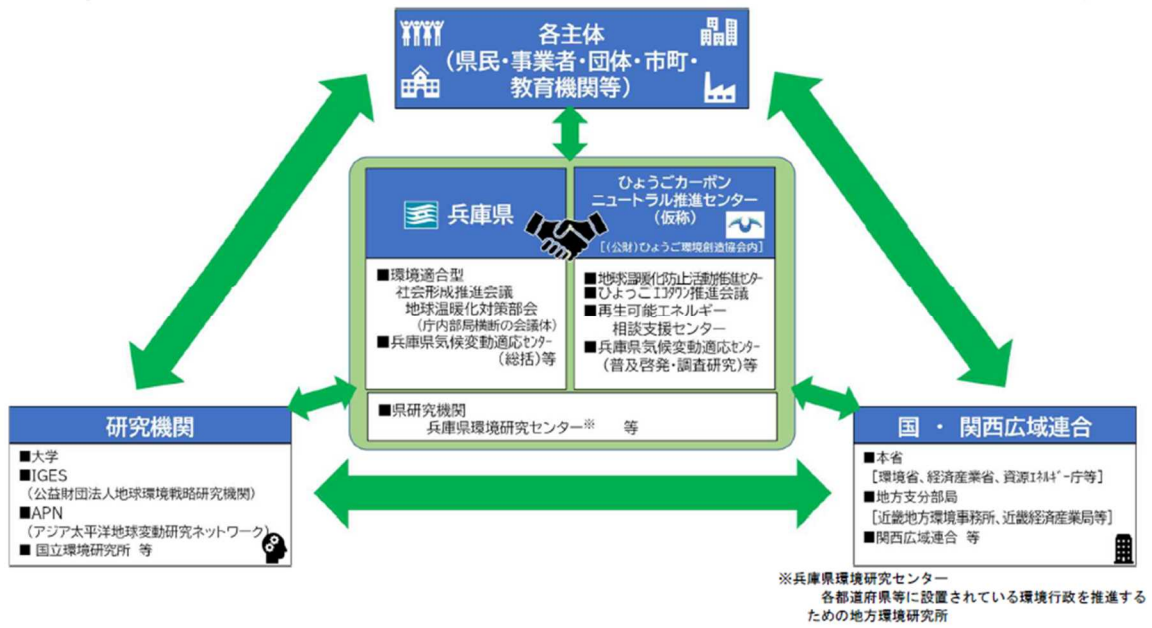 各主体
（県民・事業者・団体・市町・
教育機関等）
兵庫県
■環境適合型
社会形成推進会議
地球温暖化対策部会
（庁内部局横断の会議体）
■兵庫県気候変動適応ｾﾝﾀｰ
（総括）等
ひょうごカーボン
ニュートラル推進センター
（仮称）
［（公財）ひょうご環境創造協会内］
■地球温暖化防止活動推進ｾﾝﾀｰ
■ひょうごｴｺﾀｳﾝ推進会議
■再生可能エネルギー
相談支援センター
■兵庫県気候変動適応ｾﾝﾀｰ
（普及啓発・調査研究）等
■県研究機関
兵庫県環境研究センター※　等
研究機関
■大学
■IGES
（公益財団法人地球環境戦略研究機関）
■APN
（アジア太平洋地球変動研究ネットワーク）
■ 国立環境研究所 等
国 ・ 関西広域連合
■本省
［環境省、経済産業省、資源ｴﾈﾙｷﾞｰ庁等］
■地方支分部局
［近畿地方環境事務所、近畿経済産業局等］
■関西広域連合 等
※兵庫県環境研究センター
各都道府県等に設置されている環境行政を推進する
ための地方環境研究所